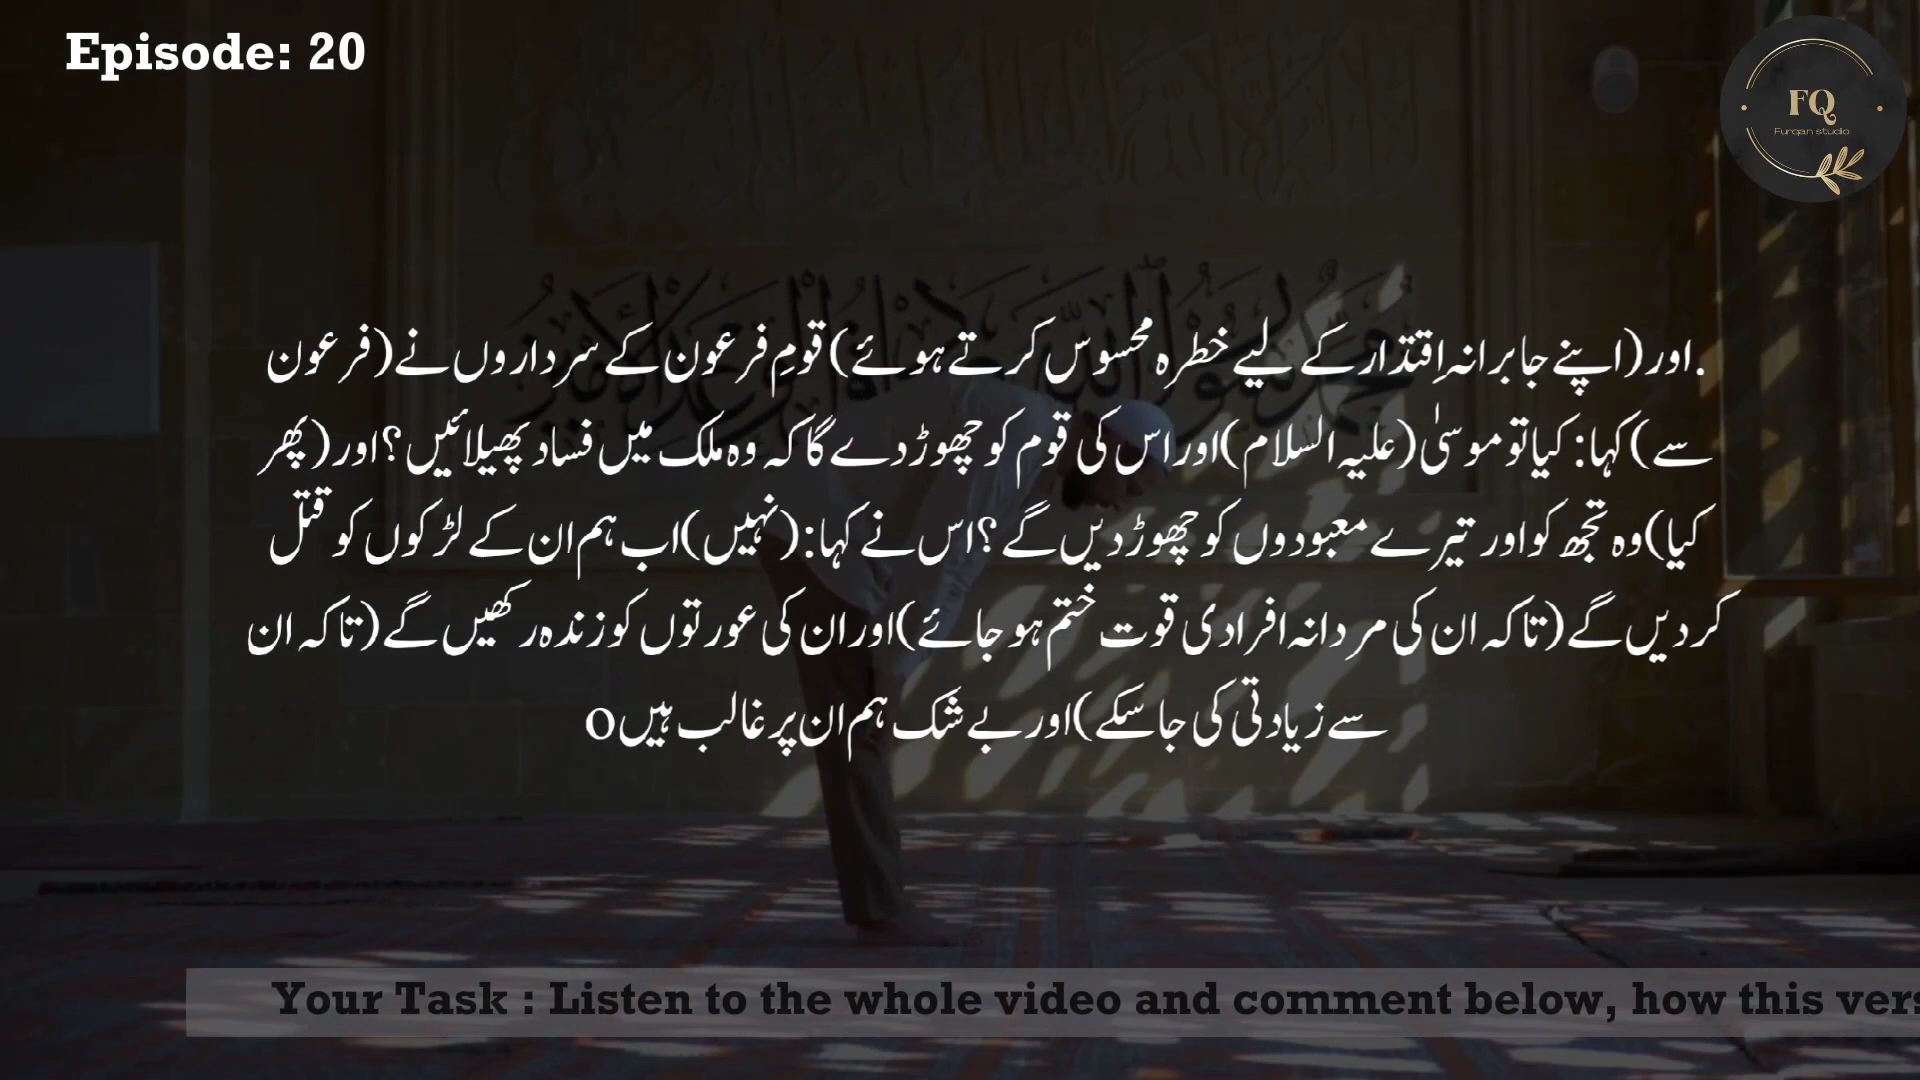 Episode: 20
FQ
Furqan studio
.اور (اپنے جابرانہ اِقتدار کے لیے خطرہ محسوس کرتے ہوئے) قومِ فرعون کے سرداروں نے (فرعون
سے) کہا: کیا تو موسیٰ (علیہ السلام) اور اس کی قوم کو چھوڑ دے گا کہ وہ ملک میں فساد پھیلائیں؟ اور (پھر
کیا) وہ تجھ کو اور تیرے معبودوں کو چھوڑ دیں گے؟ اس نے کہا: (نہیں) اب ہم ان کے لڑکوں کو قتل
کر دیں گے (تاکہ ان کی مردانہ افرادی قوت ختم ہو جائے) اور ان کی عورتوں کو زندہ رکھیں گے (تاکہ ان
سے زیادتی کی جا سکے) اور بے شک ہم ان پر غالب ہیںo
Your Task : Listen to the whole video and comment below, how this vers